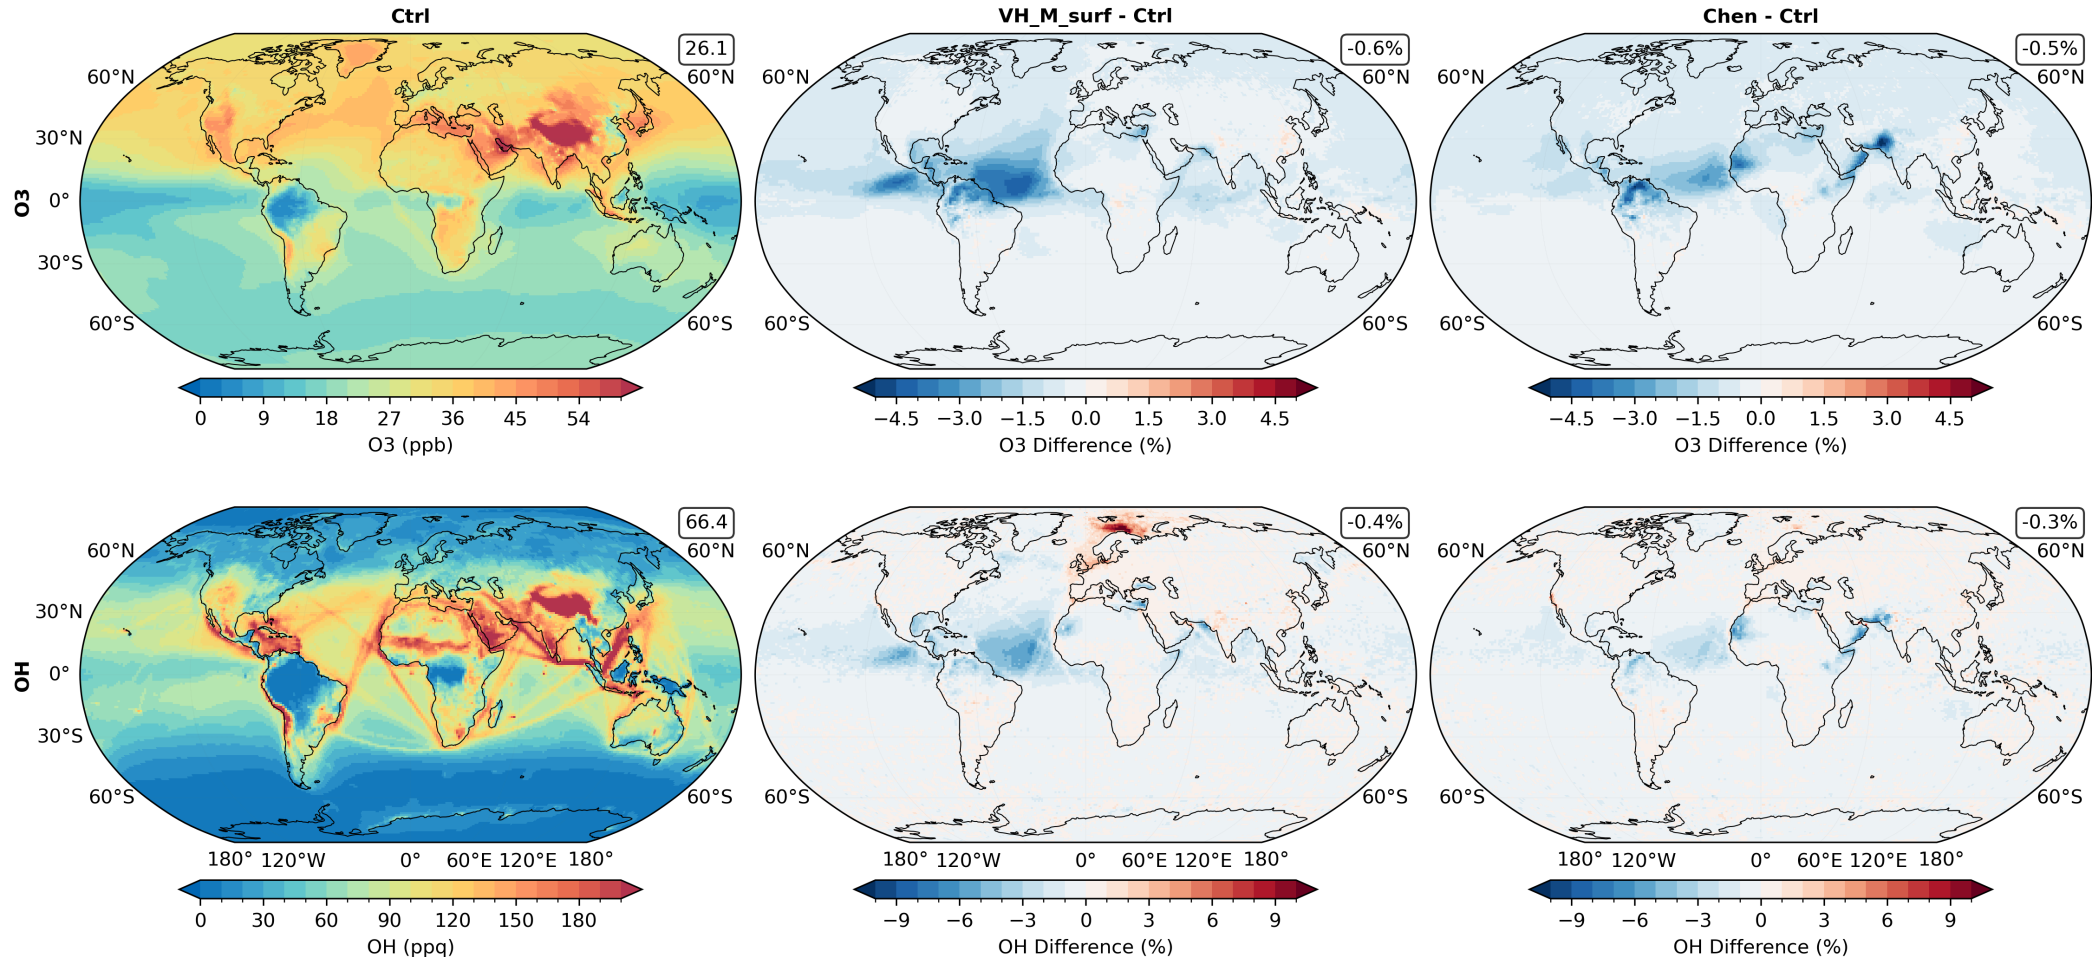 Ctrl
VH_M_surf - Ctrl
Chen - Ctrl
26.1
-0.6%
-0.5%
60°N 60°N 60°N 60°N 60°N
30°N
O3
0°
30°S
60°S 60°S 60°S 60°S 60°S 60°S
0 9 18 27 36 45 54
O3 (ppb)
−4.5 −3.0 −1.5 0.0 1.5 3.0 4.5
O3 Difference (%)
−4.5 −3.0 −1.5 0.0 1.5 3.0 4.5
O3 Difference (%)
66.4
-0.4%
-0.3%
60°N 60°N 60°N 60°N 60°N 60°N
30°N
OH
0°
30°S
60°S 60°S 60°S 60°S 60°S 60°S
180° 120°W 0° 60°E 120°E 180°
180° 120°W 0° 60°E 120°E 180°
180° 120°W 0° 60°E 120°E 180°
0 30 60 90 120 150 180
OH (ppq)
−9 −6 −3 0 3 6 9
OH Difference (%)
−9 −6 −3 0 3 6 9
OH Difference (%)